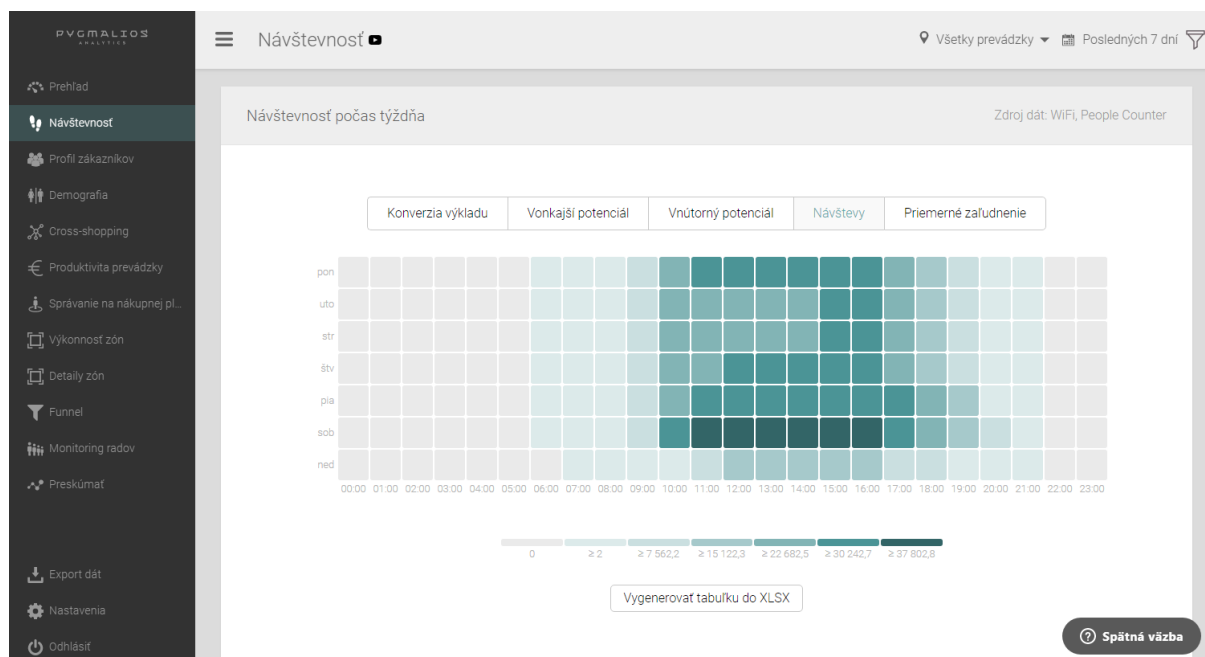 PYGMALIOS
ANALYTICS
Návštevnosť
Všetky prevádzky
Posledných 7 dní
Prehľad
Návštevnosť
Profil zákazníkov
Demografia
Cross-shopping
Produktivita prevádzky
Správanie na nákupnej pl...
Výkonnosť zón
Detaily zón
Funnel
Monitoring radov
Preskúmať
Export dát
Nastavenia
Odhlásiť
Návštevnosť počas týždňa
Zdroj dát: WiFi, People Counter
Konverzia výkladu Vonkajší potenciál Vnútorný potenciál Návštevy Priemerné zaľudnenie
pon
uto
str
štv
pia
sob
ned
00:00 01:00 02:00 03:00 04:00 05:00 06:00 07:00 08:00 09:00 10:00 11:00 12:00 13:00 14:00 15:00 16:00 17:00 18:00 19:00 20:00 21:00 22:00 23:00
0 ≥ 2 ≥ 7 562,2 ≥ 15 122,3 ≥ 22 682,5 ≥ 30 242,7 ≥ 37 802,8
Vygenerovať tabuľku do XLSX
Spätná väzba